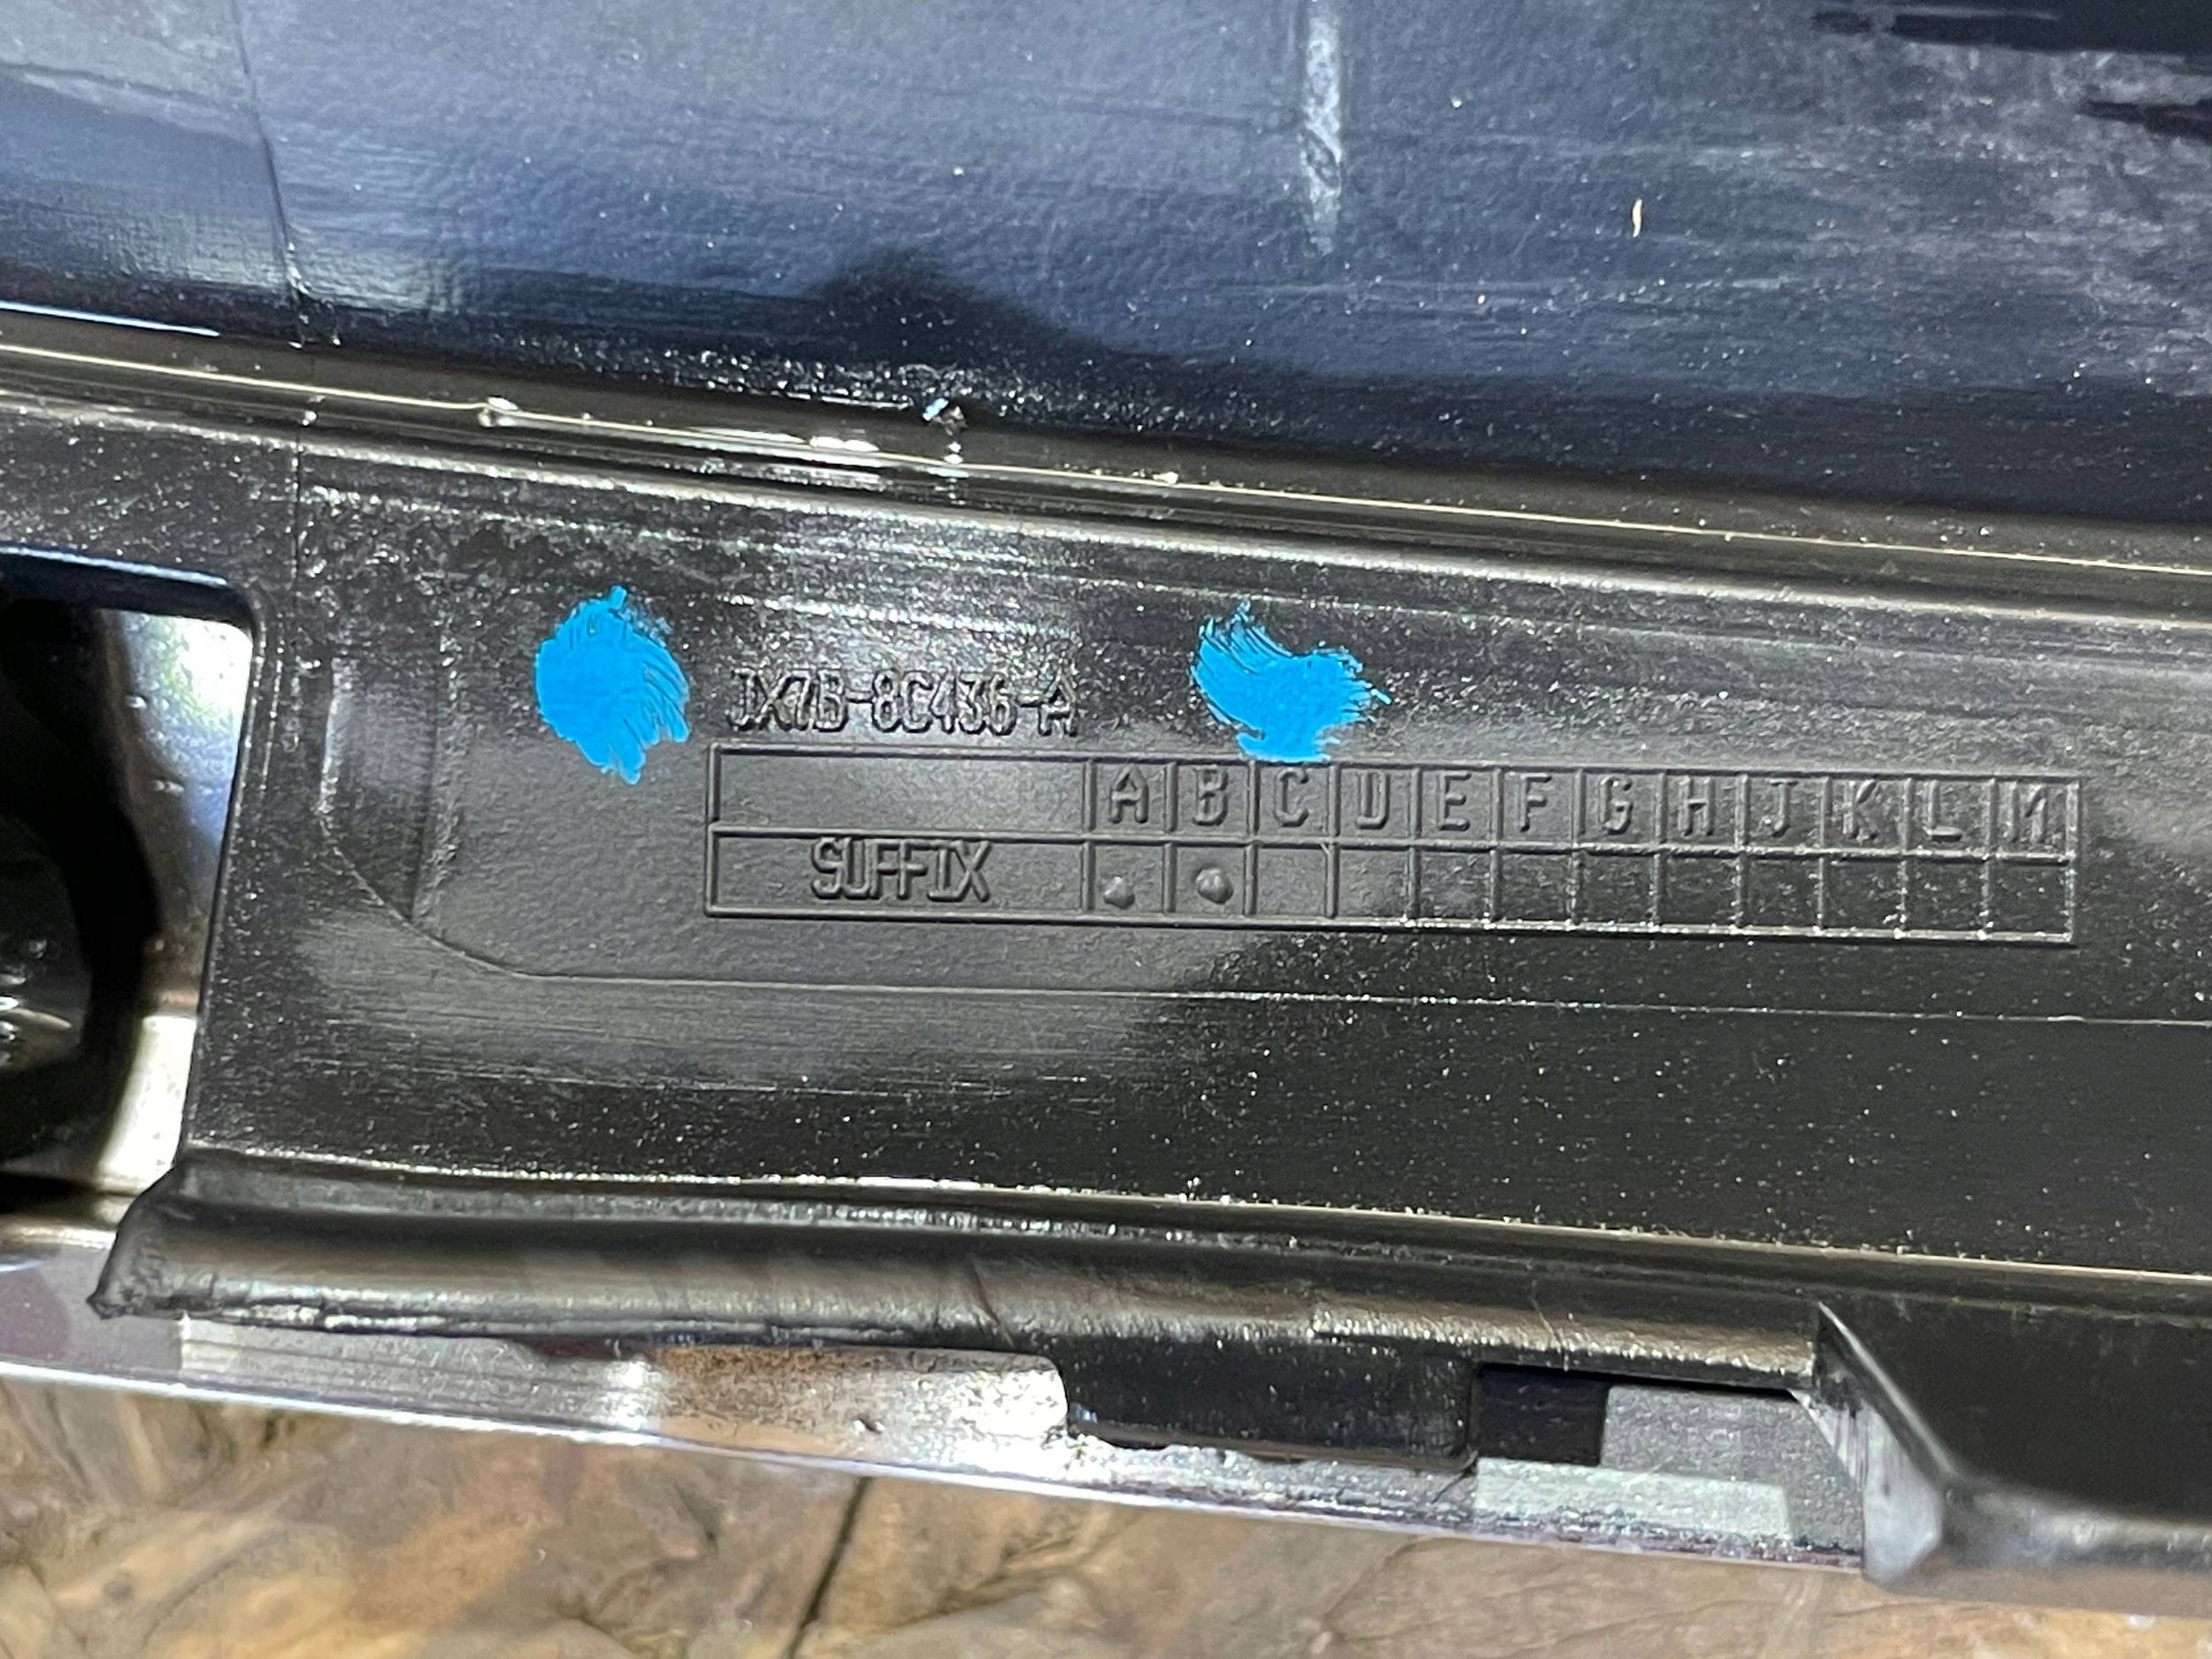 JX7B-8C436-A
A B C D E F G H J K L M
SUFFIX